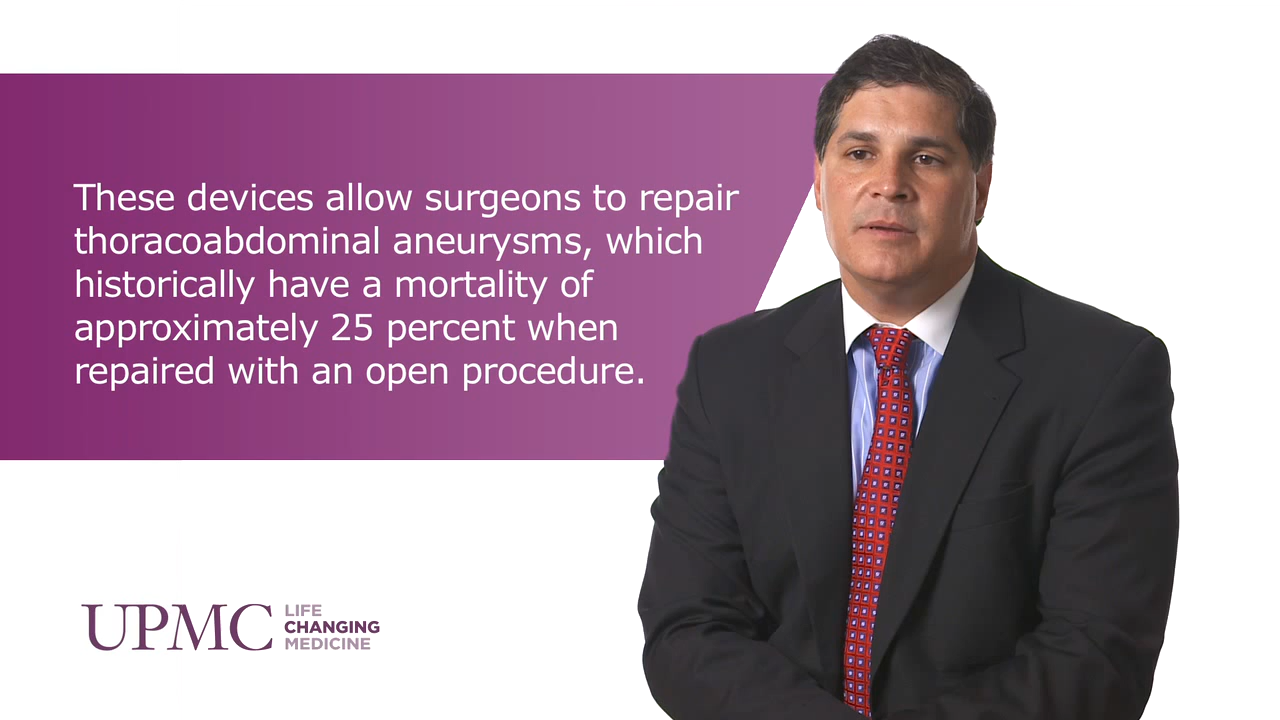 These devices allow surgeons to repair
thoracoabdominal aneurysms, which
historically have a mortality of
approximately 25 percent when
repaired with an open procedure.
UPMC LIFE
CHANGING
MEDICINE